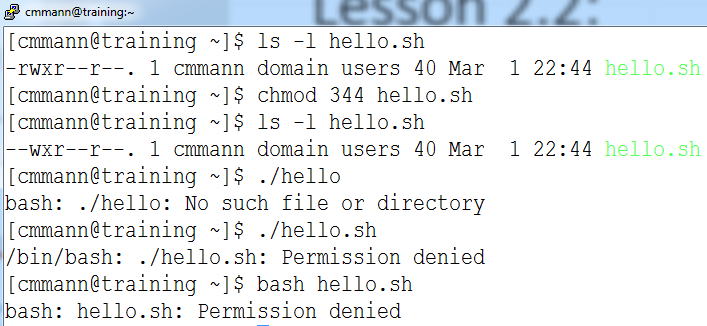 cmmann@training:~
Lesson 2.2:
[cmmann@training ~]$ ls -l hello.sh
-rwxr--r--. 1 cmmann domain users 40 Mar  1 22:44 hello.sh
[cmmann@training ~]$ chmod 344 hello.sh
[cmmann@training ~]$ ls -l hello.sh
--wxr--r--. 1 cmmann domain users 40 Mar  1 22:44 hello.sh
[cmmann@training ~]$ ./hello
bash: ./hello: No such file or directory
[cmmann@training ~]$ ./hello.sh
/bin/bash: ./hello.sh: Permission denied
[cmmann@training ~]$ bash hello.sh
bash: hello.sh: Permission denied